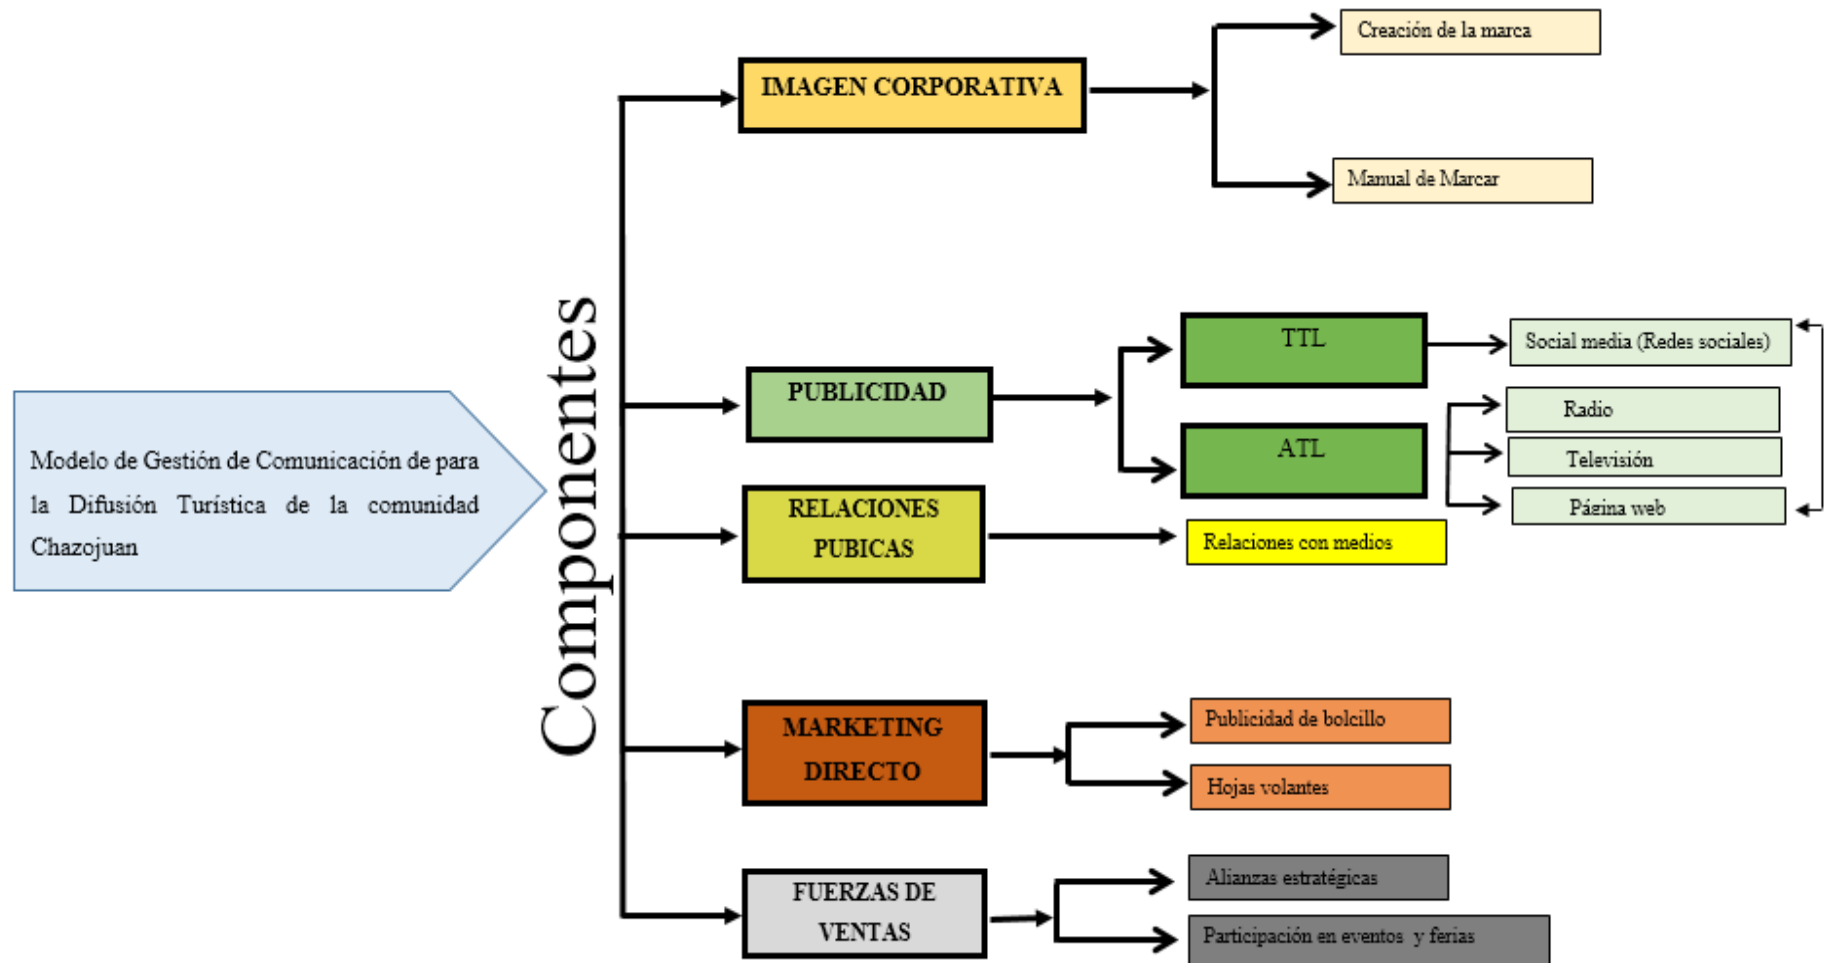 Modelo de Gestión de Comunicación de para
la Difusión Turística de la comunidad
Chazojuan
Componentes
IMAGEN CORPORATIVA
Creación de la marca
Manual de Marcar
PUBLICIDAD
TTL
Social media (Redes sociales)
ATL
Radio
Televisión
Página web
RELACIONES
PUBICAS
Relaciones con medios
MARKETING
DIRECTO
Publicidad de bolcillo
Hojas volantes
FUERZAS DE
VENTAS
Alianzas estratégicas
Participación en eventos y ferias